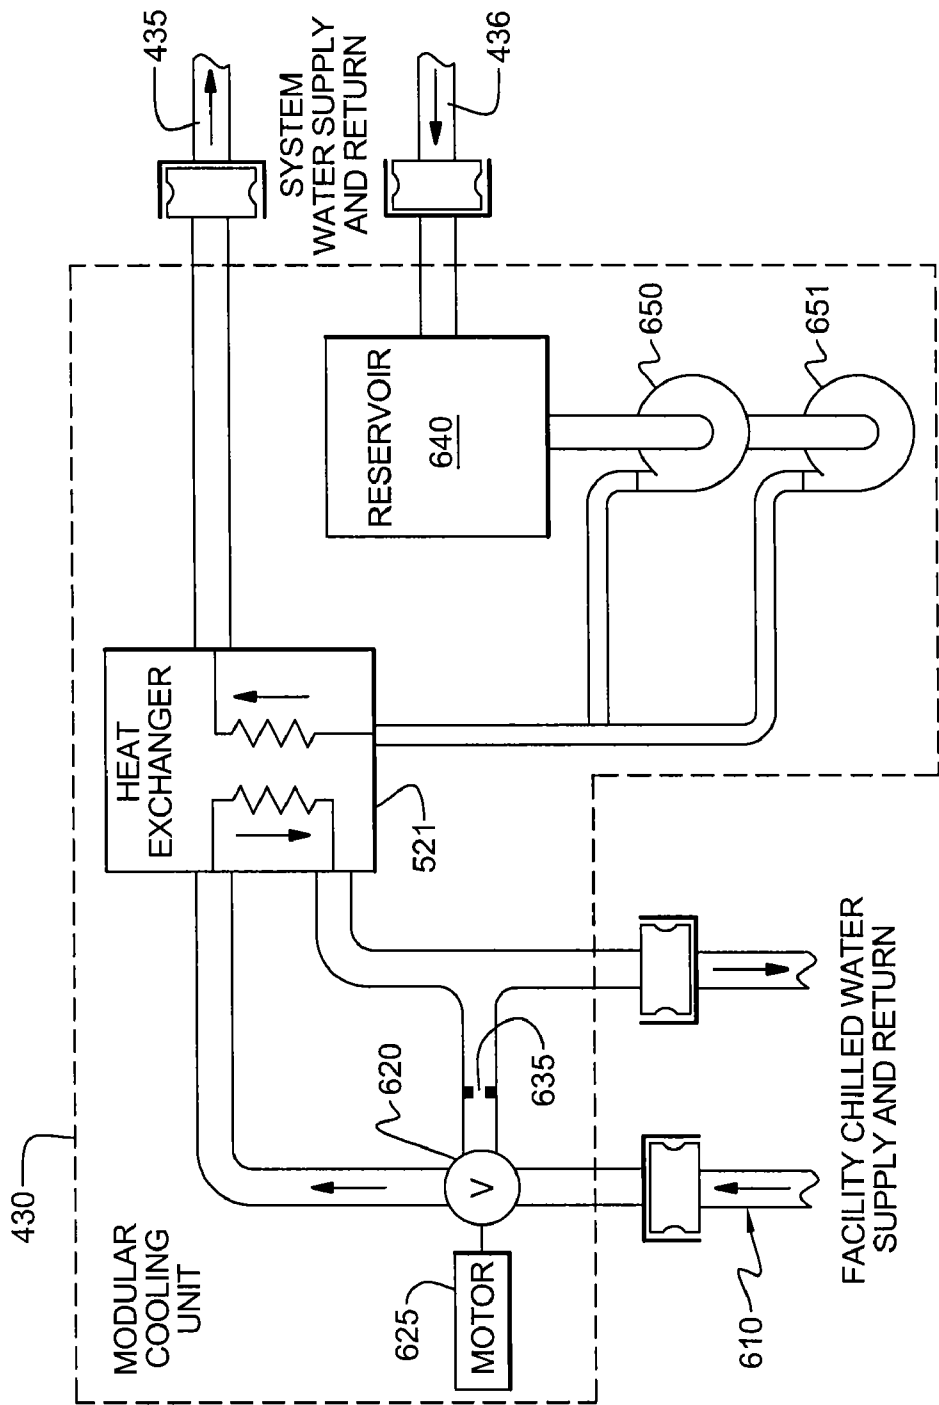 430
MODULAR
COOLING
UNIT
HEAT
EXCHANGER
521
435
SYSTEM
WATER SUPPLY
AND RETURN
436
RESERVOIR
640
650
651
620
V
635
625
MOTOR
610
FACILITY CHILLED WATER
SUPPLY AND RETURN